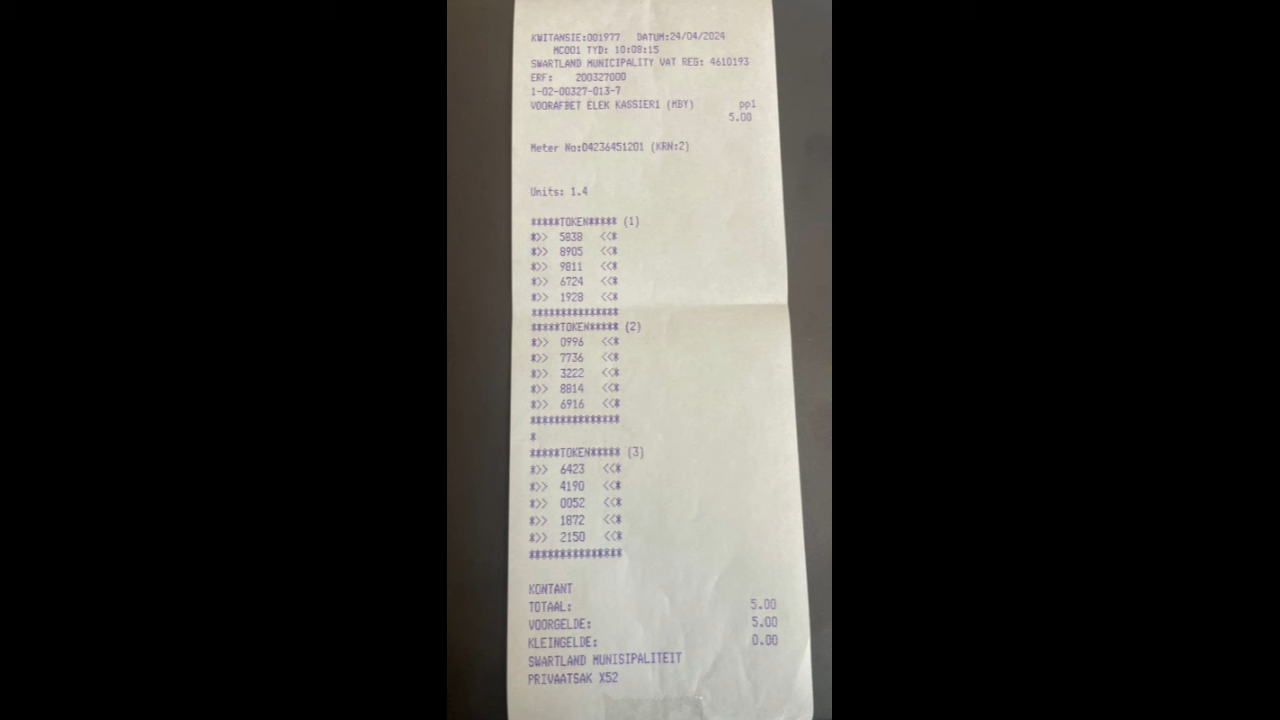 KWITANSIE:001977 DATUM:24/04/2024
MC001 TYD: 10:08:15
SWARTLAND MUNICIPALITY VAT REG: 4610193
ERF: 200327000
1-02-00327-013-7
VOORAFBET ELEK KASSIER1 (MBY) pp1
5.00
Meter No:04236451201 (KRN:2)
Units: 1.4
*****TOKEN***** (1)
*>> 5838 <<*
*>> 8905 <<*
*>> 9811 <<*
*>> 6724 <<*
*>> 1928 <<*
***************
*****TOKEN***** (2)
*>> 0996 <<*
*>> 7736 <<*
*>> 3222 <<*
*>> 8814 <<*
*>> 6916 <<*
***************
*
*****TOKEN***** (3)
*>> 6423 <<*
*>> 4190 <<*
*>> 0052 <<*
*>> 1872 <<*
*>> 2150 <<*
***************
KONTANT
TOTAAL: 5.00
VOORGELDE: 5.00
KLEINGELDE: 0.00
SWARTLAND MUNISIPALITEIT
PRIVAATSAK X52